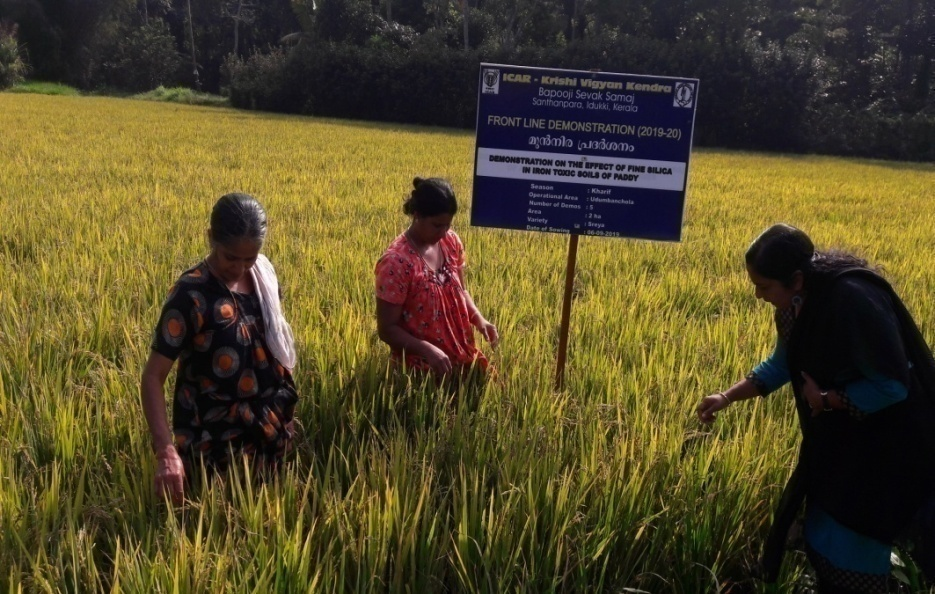 ICAR - Krishi Vigyan Kendra
Bapooji Sevak Samaj
Santhanpara, Idukki, Kerala
FRONT LINE DEMONSTRATION (2019-20)
മുൻനിര പ്രദർശനം
DEMONSTRATION ON THE EFFECT OF FINE SILICA
IN IRON TOXIC SOILS OF PADDY
Season : Kharif
Operational Area : Udumbanchola
Number of Demos : 5
Area : 2 ha
Variety : Sreya
Date of Sowing : 06-09-2019